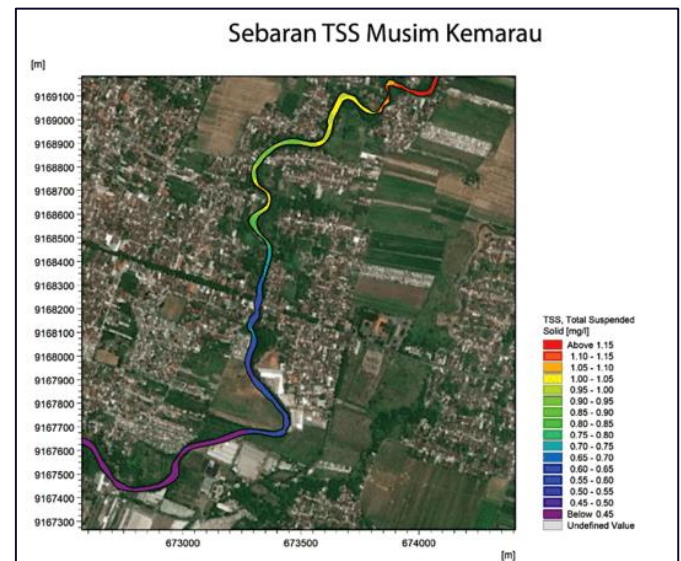 Sebaran TSS Musim Kemarau
[m]
9169100
9169000
9168900
9168800
9168700
9168600
9168500
9168400
9168300
9168200
9168100
9168000
9167900
9167800
9167700
9167600
9167500
9167400
9167300
673000
673500
674000
[m]
TSS, Total Suspended
Solid [mg/l]
Above 1.15
1.10 - 1.15
1.05 - 1.10
1.00 - 1.05
0.95 - 1.00
0.90 - 0.95
0.85 - 0.90
0.80 - 0.85
0.75 - 0.80
0.70 - 0.75
0.65 - 0.70
0.60 - 0.65
0.55 - 0.60
0.50 - 0.55
0.45 - 0.50
Below 0.45
Undefined Value